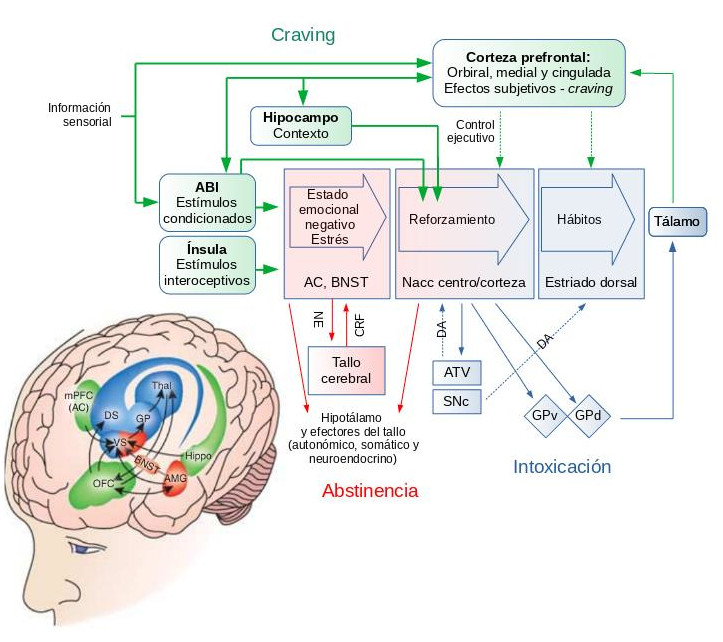 Craving
Corteza prefrontal:
Orbiral, medial y cingulada
Efectos subjetivos - craving
Información
sensorial
Hipocampo
Contexto
Control
ejecutivo
ABI
Estímulos
condicionados
Ínsula
Estímulos
interoceptivos
Estado
emocional
negativo
Estrés
AC, BNST
Reforzamiento
Nacc centro/corteza
Hábitos
Estriado dorsal
Tálamo
NE
CRF
Tallo
cerebral
DA
ATV
SNc
DA
GPv
GPd
Hipotálamo
y efectores del tallo
(autonómico, somático y
neuroendocrino)
Abstinencia
Intoxicación
mPFC
(AC)
Thal
DS
GP
VS
BNST
Hippo
OFC
AMG